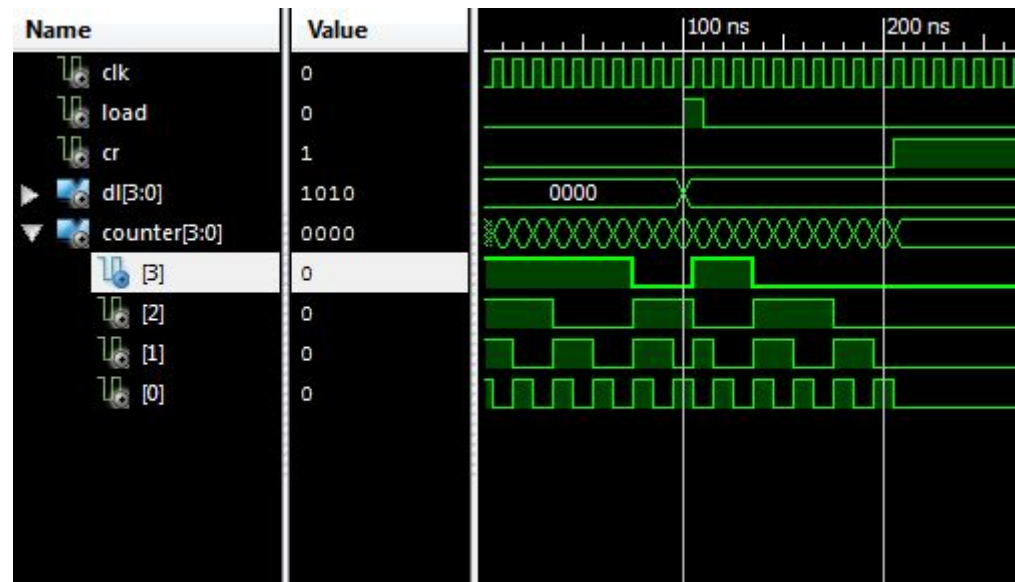 Name Value 100 ns 200 ns
clk 0
load 0
cr 1
dl[3:0] 1010 0000
counter[3:0] 0000
[3] 0
[2] 0
[1] 0
[0] 0